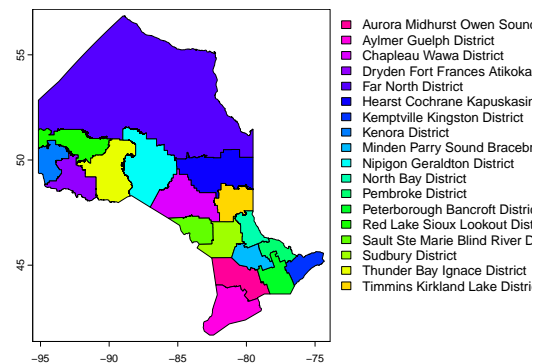 55
50
45
−95
−90
−85
−80
−75
Aurora Midhurst Owen Sound
Aylmer Guelph District
Chapleau Wawa District
Dryden Fort Frances Atikoka
Far North District
Hearst Cochrane Kapuskasin
Kemptville Kingston District
Kenora District
Minden Parry Sound Bracebr
Nipigon Geraldton District
North Bay District
Pembroke District
Peterborough Bancroft Distric
Red Lake Sioux Lookout Dist
Sault Ste Marie Blind River D
Sudbury District
Thunder Bay Ignace District
Timmins Kirkland Lake Distric